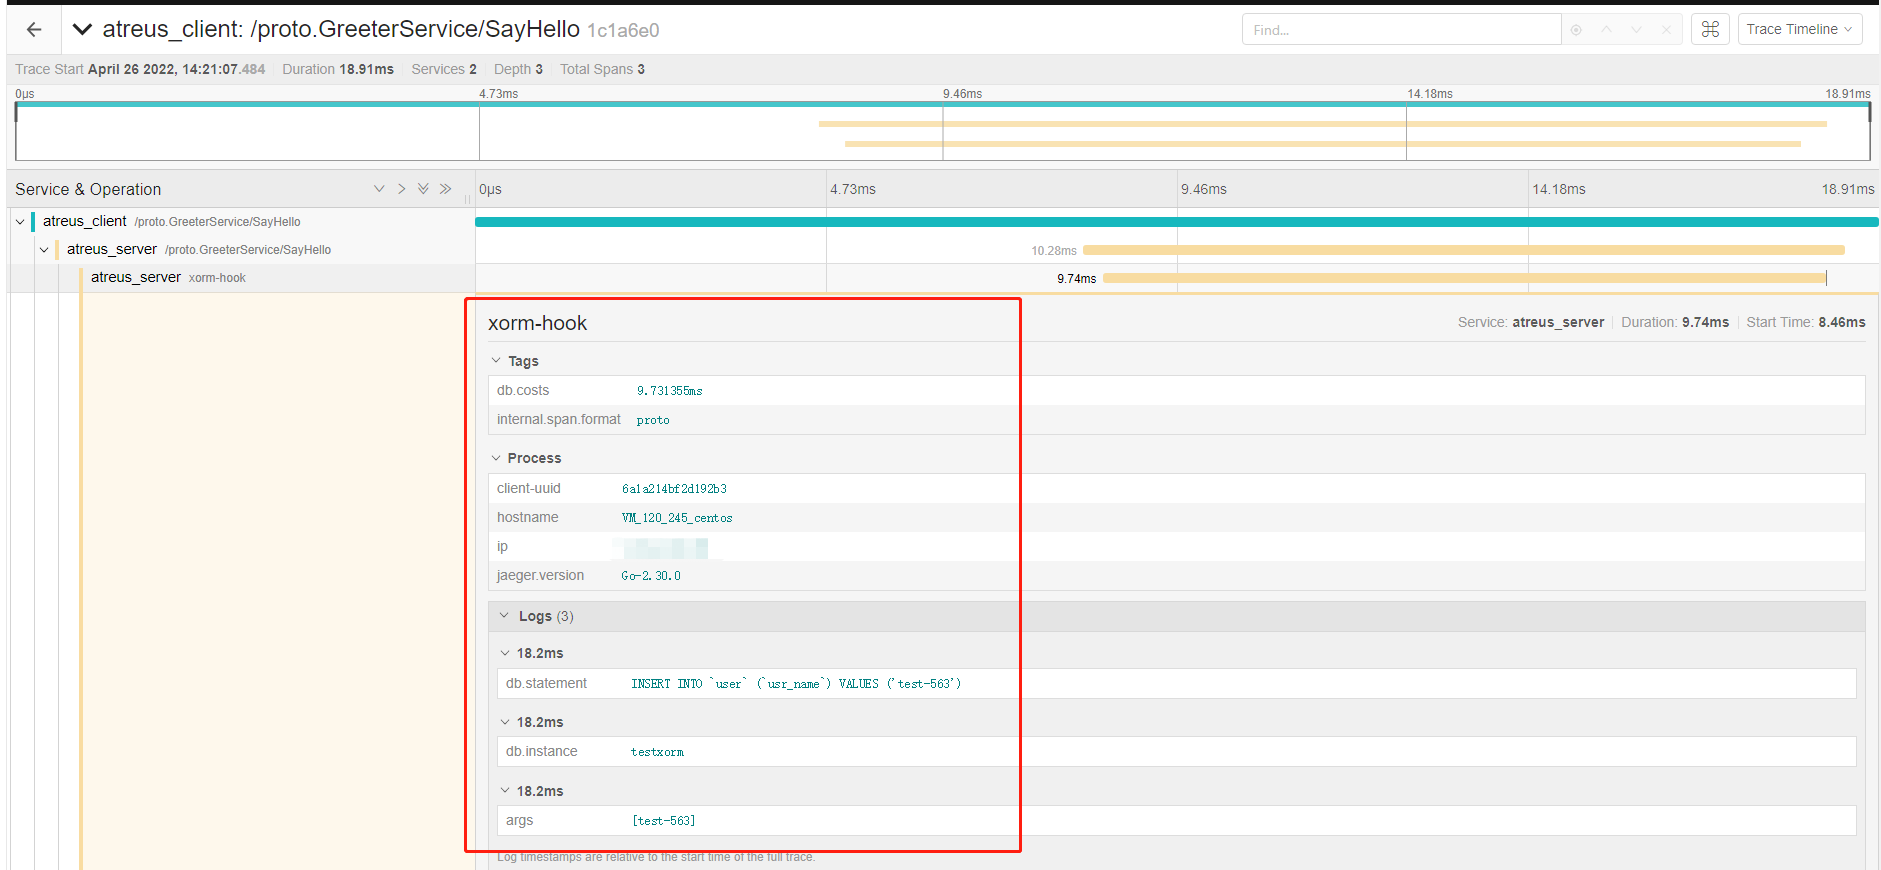 atreus_client: /proto.GreeterService/SayHello 1c1a6e0
Find...
Trace Timeline
Trace Start April 26 2022, 14:21:07.484 Duration 18.91ms Services 2 Depth 3 Total Spans 3
0μs 4.73ms 9.46ms 14.18ms 18.91ms
Service & Operation 0μs 4.73ms 9.46ms 14.18ms 18.91ms
atreus_client /proto.GreeterService/SayHello
atreus_server /proto.GreeterService/SayHello 10.28ms
atreus_server xorm-hook 9.74ms
xorm-hook Service: atreus_server Duration: 9.74ms Start Time: 8.46ms
Tags
db.costs 9.731355ms
internal.span.format proto
Process
client-uuid 6a1a214bf2d192b3
hostname VM_120_245_centos
ip
jaeger.version Go-2.30.0
Logs (3)
18.2ms
db.statement INSERT INTO `user` (`usr_name`) VALUES ('test-563')
18.2ms
db.instance testxorm
18.2ms
args [test-563]
Log timestamps are relative to the start time of the full trace.